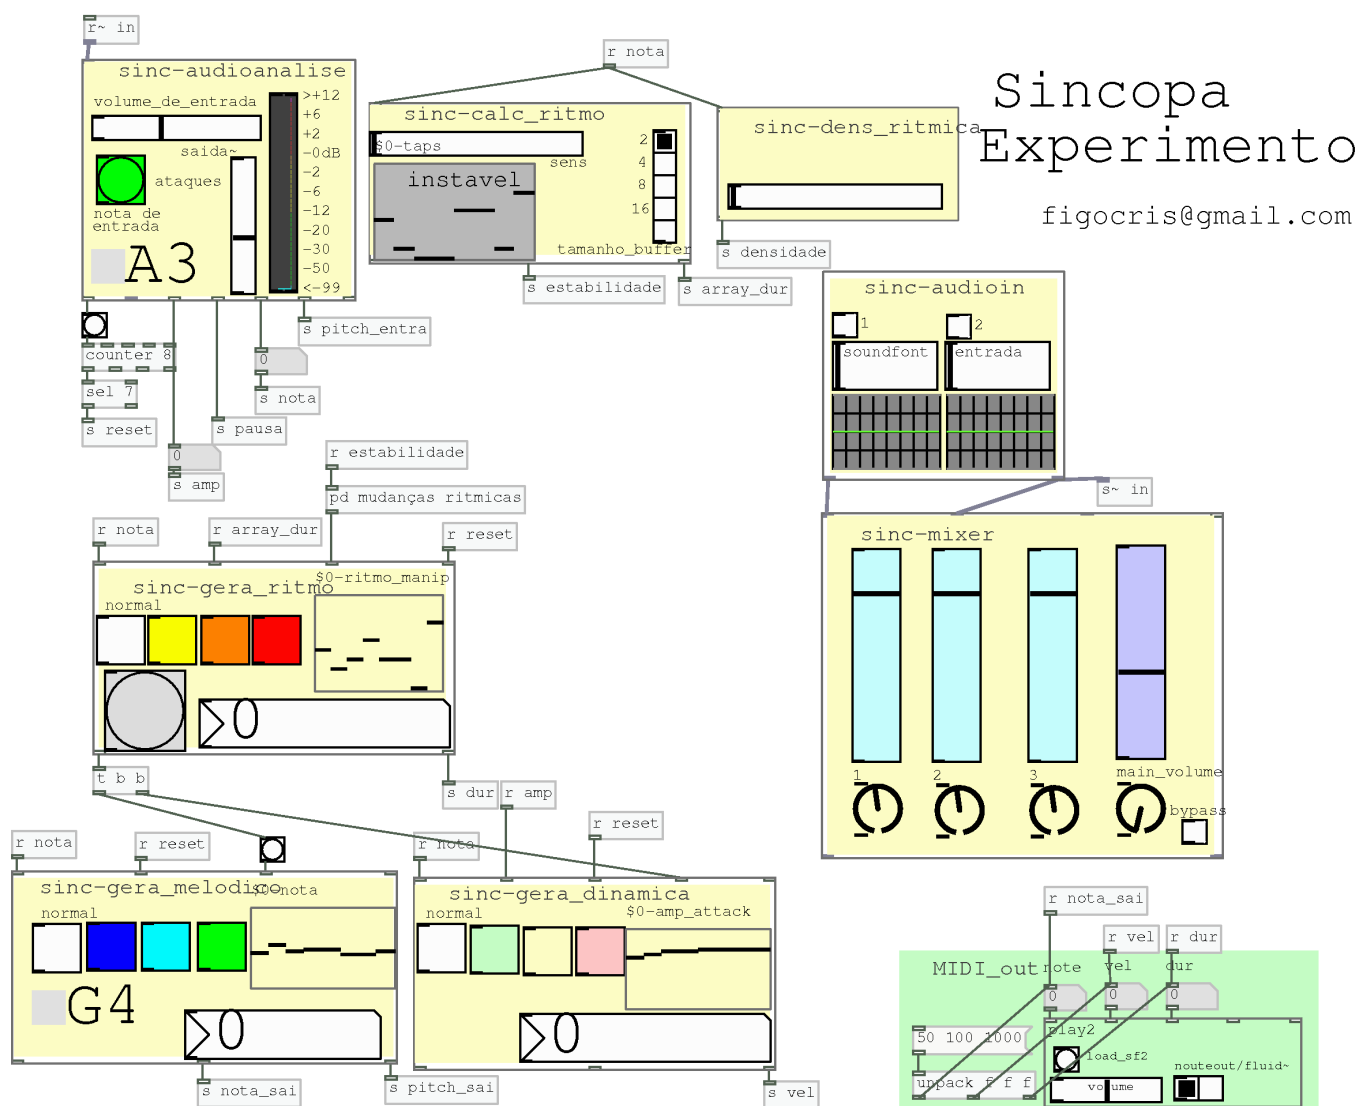 r~ in
r nota
Sincopa
Experimento
figocris@gmail.com
sinc-audioanalise
volume_de_entrada
saida~
ataques
nota de
entrada
A3
>+12
+6
+2
-0dB
-2
-6
-12
-20
-30
-50
<-99
sinc-calc_ritmo
$0-taps
sens
instavel
2
4
8
16
tamanho_buffer
sinc-dens_ritmica
s densidade
s estabilidade
s array_dur
s pitch_entra
counter 8
0
sel 7
s nota
s reset
s pausa
0
s amp
sinc-audioin
1
2
soundfont
entrada
s~ in
r estabilidade
pd mudanças ritmicas
r nota
r array_dur
r reset
sinc-gera_ritmo
$0-ritmo_manip
normal
0
sinc-mixer
1
2
3
main_volume
bypass
t b b
s dur
r amp
r nota
r reset
r nota
r reset
sinc-gera_melodico
$0-nota
normal
G4
0
s nota_sai
s pitch_sai
sinc-gera_dinamica
$0-amp_attack
normal
0
s vel
r nota_sai
r vel
r dur
MIDI_out
note
vel
dur
0
0
0
50 100 1000
unpack f f f
play2
load_sf2
nouteout/fluid~
volume